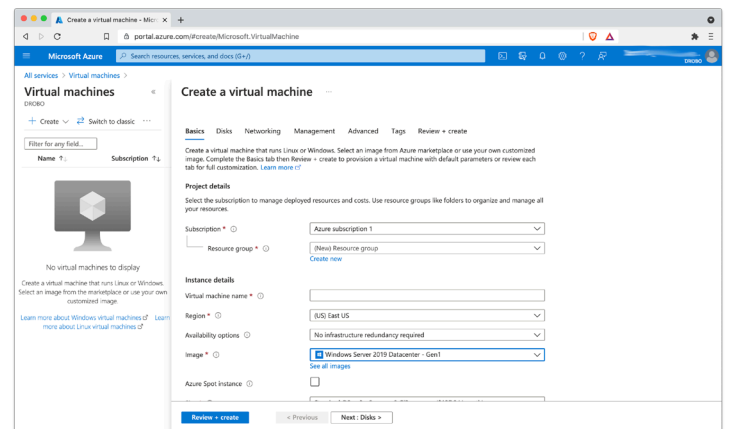 Create a virtual machine - Micro
portal.azure.com/#create/Microsoft.VirtualMachine
Microsoft Azure
Search resources, services, and docs (G+/)
DROBO
All services > Virtual machines >
Virtual machines
DROBO
Create
Switch to classic
Filter for any field...
Name
Subscription
No virtual machines to display
Create a virtual machine that runs Linux or Windows.
Select an image from the marketplace or use your own
customized image.
Learn more about Windows virtual machines
Learn
more about Linux virtual machines
Create a virtual machine
Basics Disks Networking Management Advanced Tags Review + create
Create a virtual machine that runs Linux or Windows. Select an image from Azure marketplace or use your own customized
image. Complete the Basics tab then Review + create to provision a virtual machine with default parameters or review each
tab for full customization. Learn more
Project details
Select the subscription to manage deployed resources and costs. Use resource groups like folders to organize and manage all
your resources.
Subscription *
Azure subscription 1
Resource group *
(New) Resource group
Create new
Instance details
Virtual machine name *
Region *
(US) East US
Availability options
No infrastructure redundancy required
Image *
Windows Server 2019 Datacenter - Gen1
See all images
Azure Spot instance
Review + create
< Previous
Next : Disks >